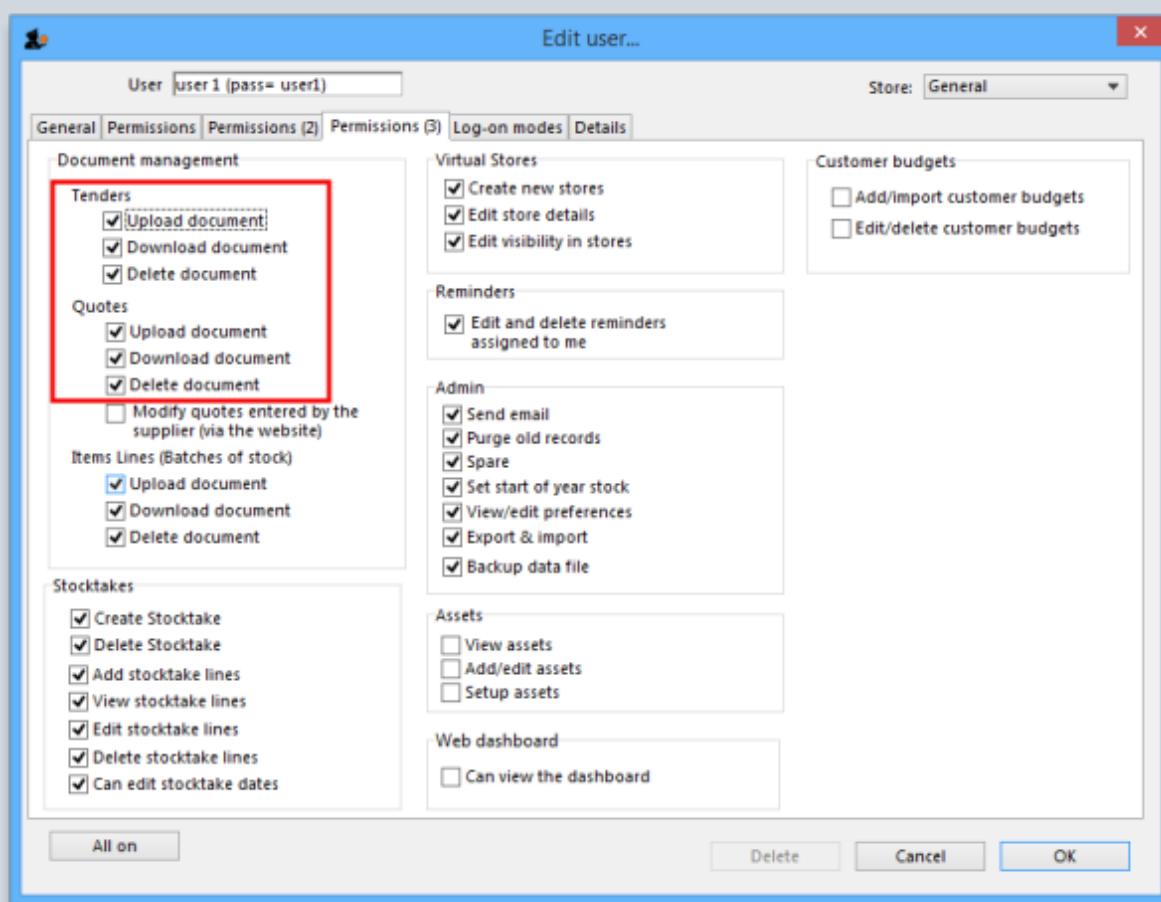 Edit user...
User user 1 (pass= user1)
Store: General
General Permissions Permissions (2) Permissions (3) Log-on modes Details
Document management
Tenders
Upload document
Download document
Delete document
Quotes
Upload document
Download document
Delete document
Modify quotes entered by the
supplier (via the website)
Items Lines (Batches of stock)
Upload document
Download document
Delete document
Stocktakes
Create Stocktake
Delete Stocktake
Add stocktake lines
View stocktake lines
Edit stocktake lines
Delete stocktake lines
Can edit stocktake dates
Virtual Stores
Create new stores
Edit store details
Edit visibility in stores
Reminders
Edit and delete reminders
assigned to me
Admin
Send email
Purge old records
Spare
Set start of year stock
View/edit preferences
Export & import
Backup data file
Assets
View assets
Add/edit assets
Setup assets
Web dashboard
Can view the dashboard
Customer budgets
Add/import customer budgets
Edit/delete customer budgets
All on
Delete
Cancel
OK